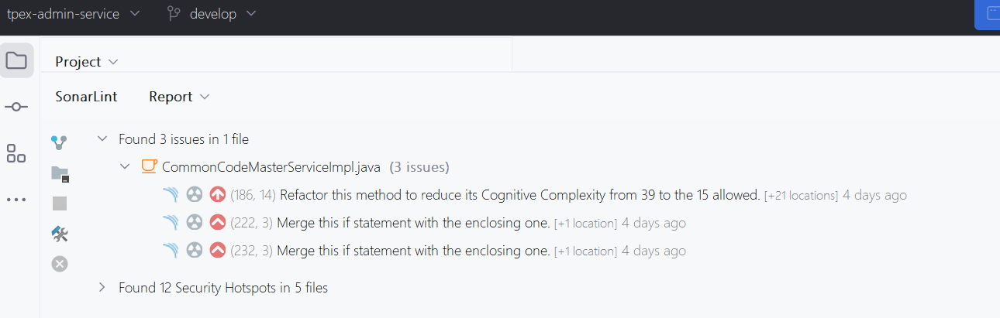 tpex-admin-service develop
Project
SonarLint Report
Found 3 issues in 1 file
CommonCodeMasterServiceImpl.java (3 issues)
(186, 14) Refactor this method to reduce its Cognitive Complexity from 39 to the 15 allowed. [+21 locations] 4 days ago
(222, 3) Merge this if statement with the enclosing one. [+1 location] 4 days ago
(232, 3) Merge this if statement with the enclosing one. [+1 location] 4 days ago
Found 12 Security Hotspots in 5 files